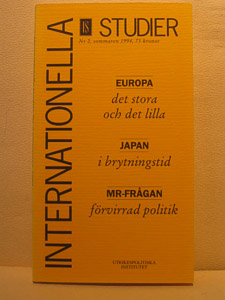 INTERNATIONELLA
IS
STUDIER
Nr 2, sommaren 1994, 75 kronor
EUROPA
det stora
och det lilla
JAPAN
i brytningstid
MR-FRÅGAN
förvirrad politik
UTRIKESPOLITISKA
INSTITUTET